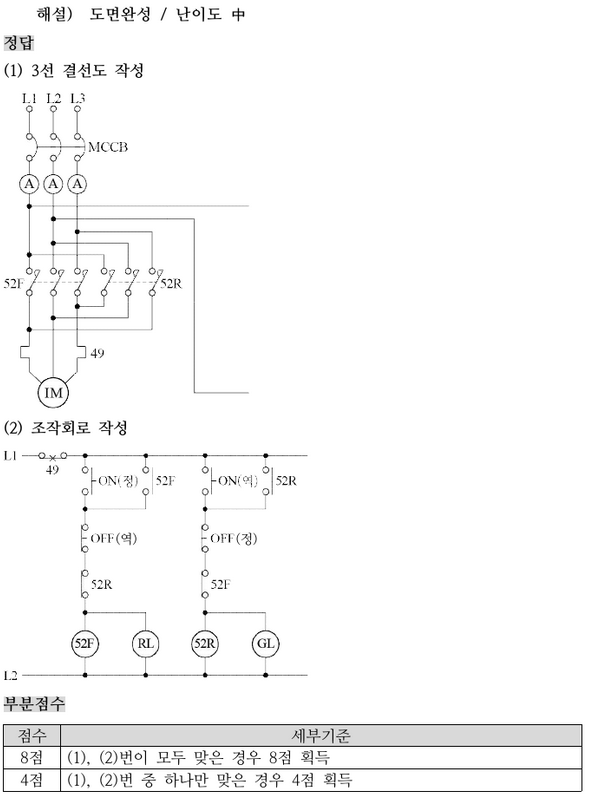 해설) 도면완성 / 난이도 中
정답
(1) 3선 결선도 작성
L1 L2 L3
MCCB
A A A
52F 52R
49
IM
(2) 조작회로 작성
L1
49
ON(정) 52F ON(역) 52R
OFF(역) OFF(정)
52R 52F
52F RL 52R GL
L2
부분점수
점수 세부기준
8점 (1), (2)번이 모두 맞은 경우 8점 획득
4점 (1), (2)번 중 하나만 맞은 경우 4점 획득